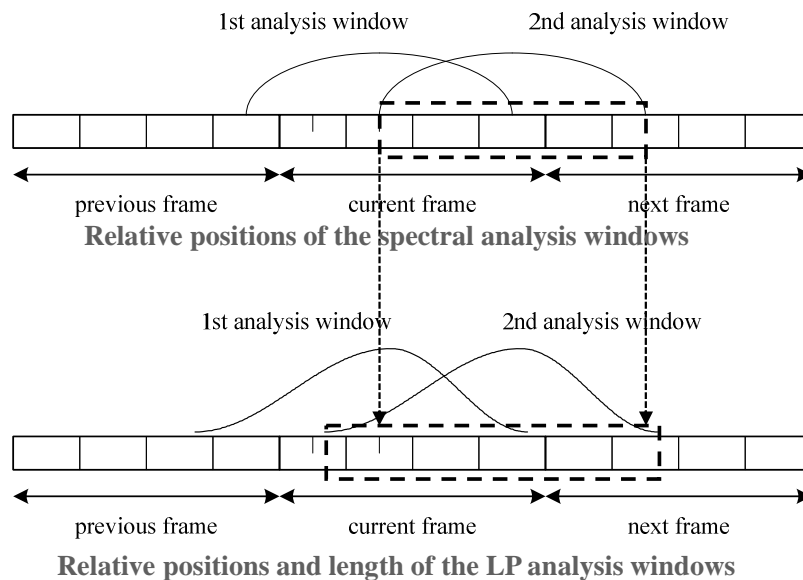 1st analysis window 2nd analysis window
previous frame current frame next frame
Relative positions of the spectral analysis windows
1st analysis window 2nd analysis window
previous frame current frame next frame
Relative positions and length of the LP analysis windows